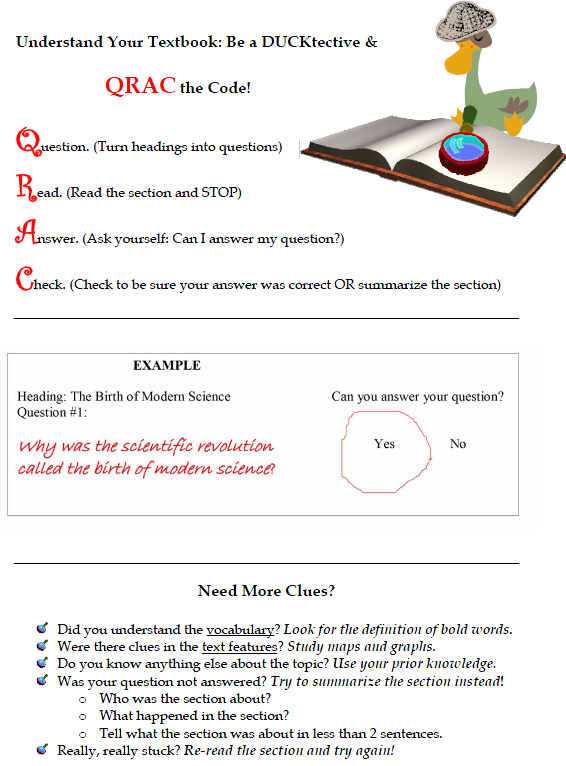 Understand Your Textbook: Be a DUCKtective &
QRAC the Code!
Question. (Turn headings into questions)
Read. (Read the section and STOP)
Answer. (Ask yourself: Can I answer my question?)
Check. (Check to be sure your answer was correct OR summarize the section)
EXAMPLE
Heading: The Birth of Modern Science
Question #1:
Why was the scientific revolution
called the birth of modern science?
Can you answer your question?
Yes No
Need More Clues?
Did you understand the vocabulary? Look for the definition of bold words.
Were there clues in the text features? Study maps and graphs.
Do you know anything else about the topic? Use your prior knowledge.
Was your question not answered? Try to summarize the section instead!
o Who was the section about?
o What happened in the section?
o Tell what the section was about in less than 2 sentences.
Really, really stuck? Re-read the section and try again!